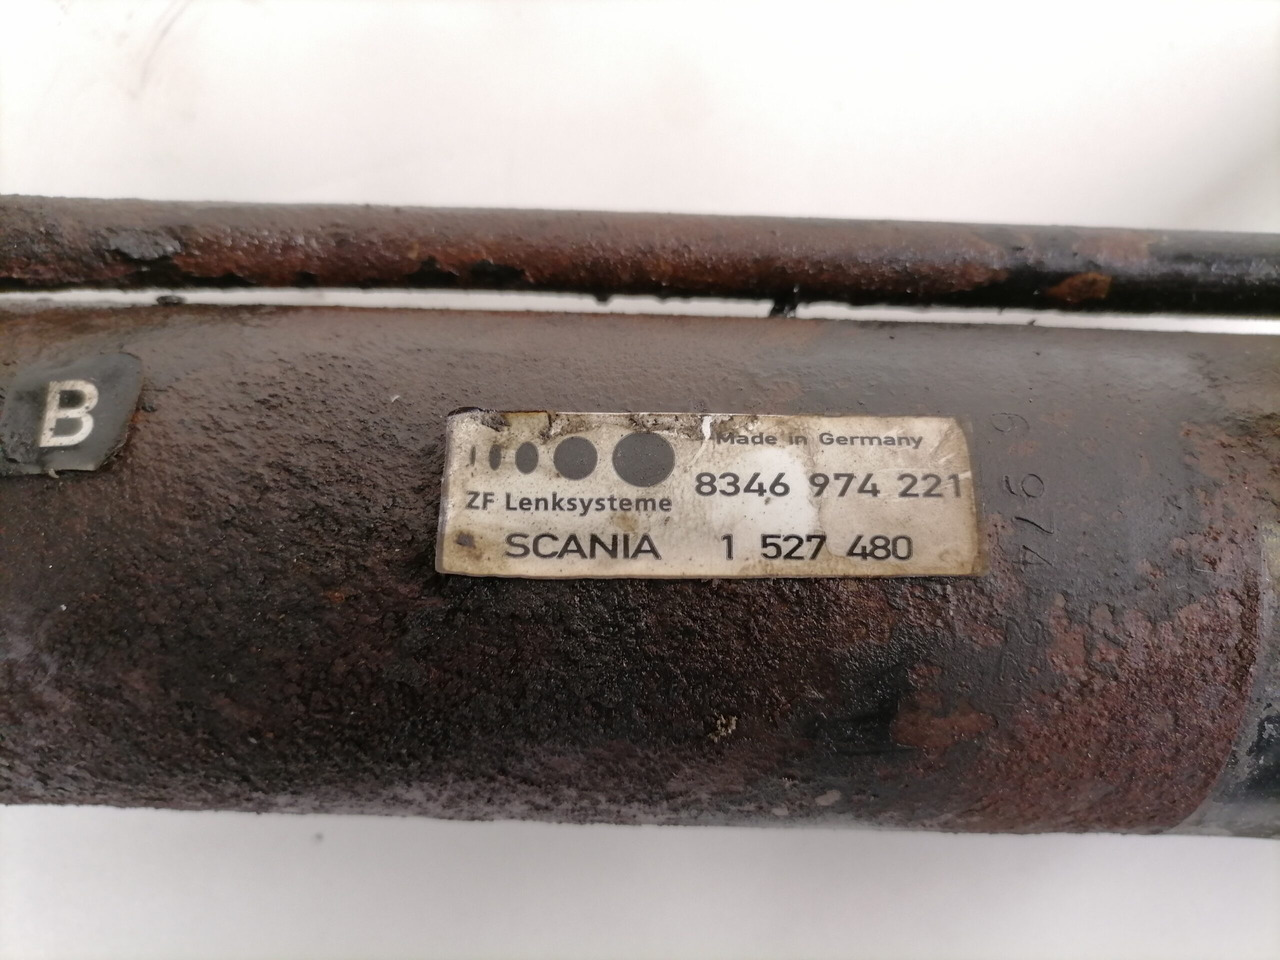 B
Made in Germany
8346 974 221
ZF Lenksysteme
SCANIA 1 527 480